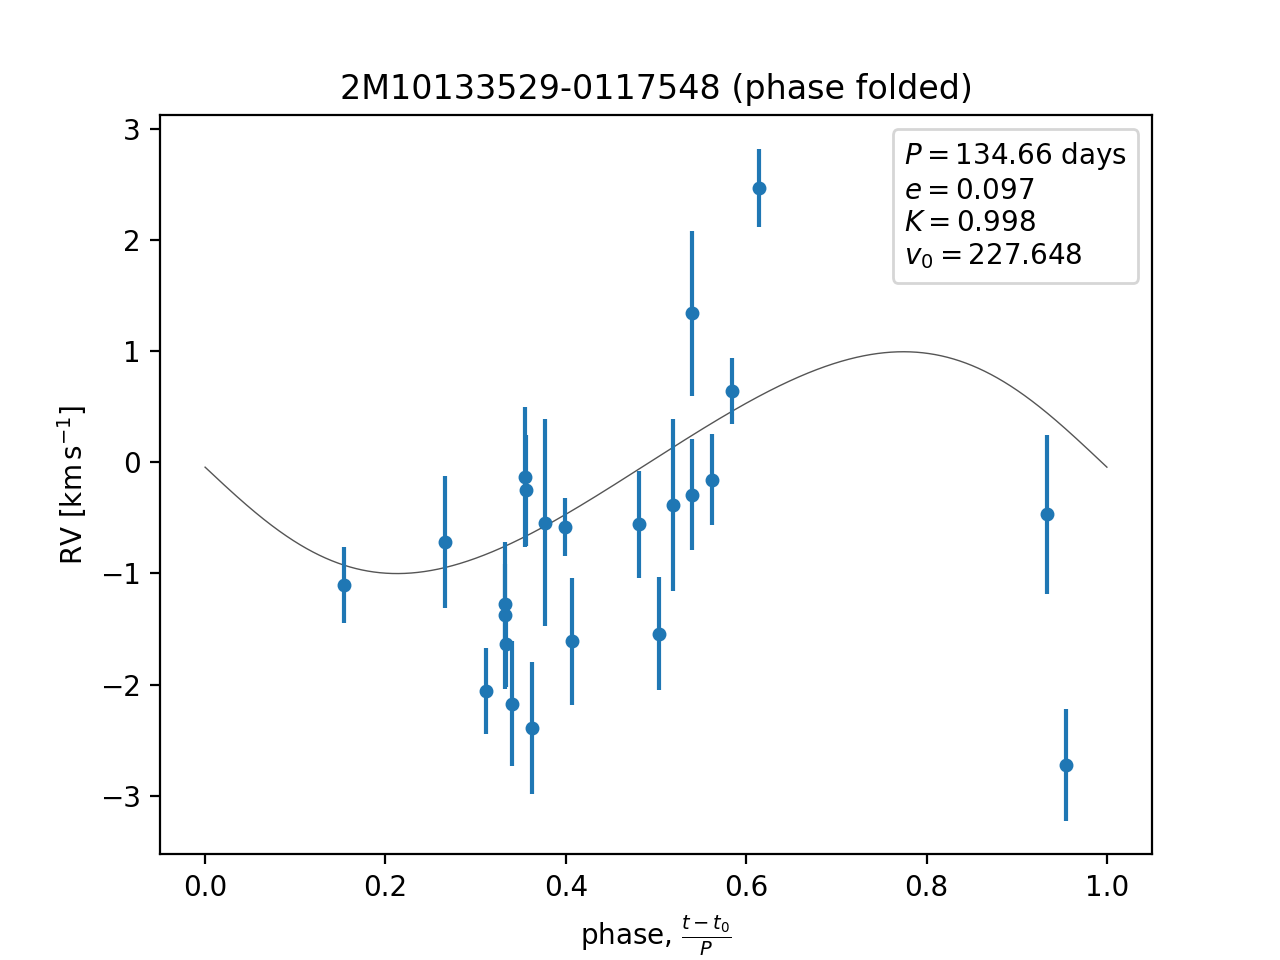 2M10133529-0117548 (phase folded)
P = 134.66 days
e = 0.097
K = 0.998
v₀ = 227.648
3
2
1
0
−1
−2
−3
RV [km s⁻¹]
0.0 0.2 0.4 0.6 0.8 1.0
phase, (t − t₀)/P